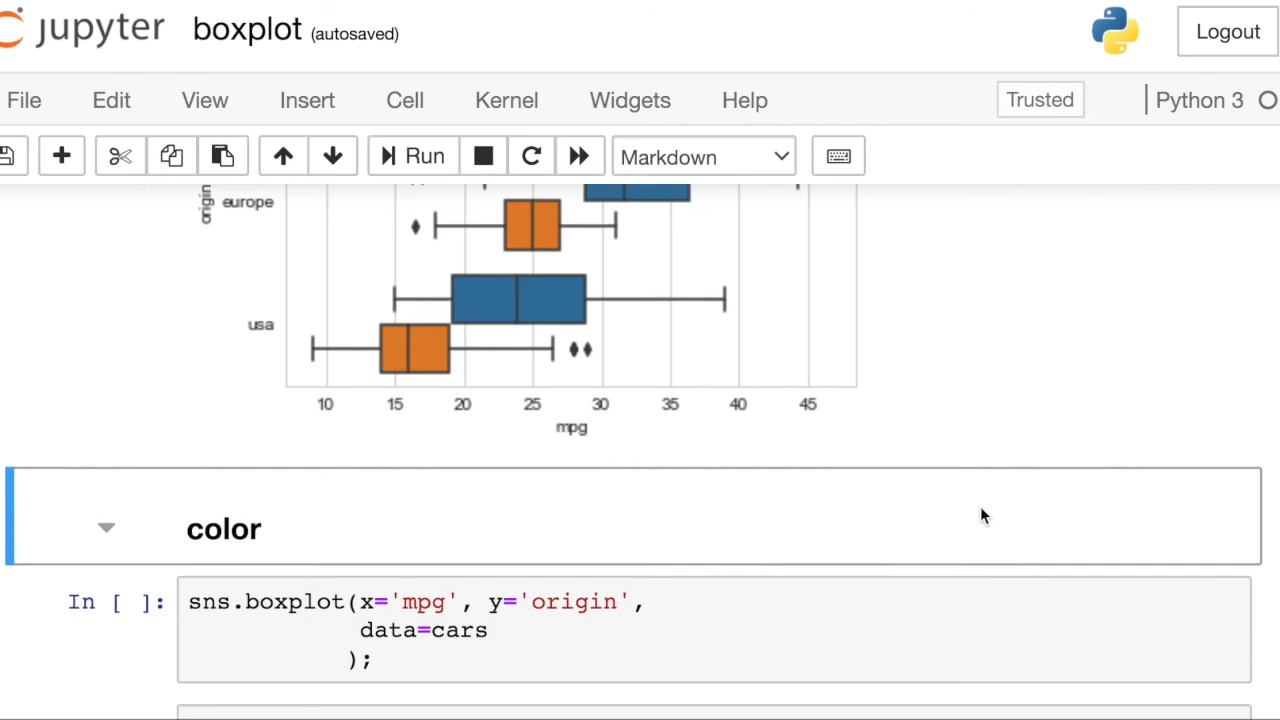 jupyter boxplot (autosaved) Logout
File Edit View Insert Cell Kernel Widgets Help Trusted Python 3
Run Markdown
origin
europe
usa
10 15 20 25 30 35 40 45
mpg
color
In [ ]: sns.boxplot(x='mpg', y='origin',
data=cars
);